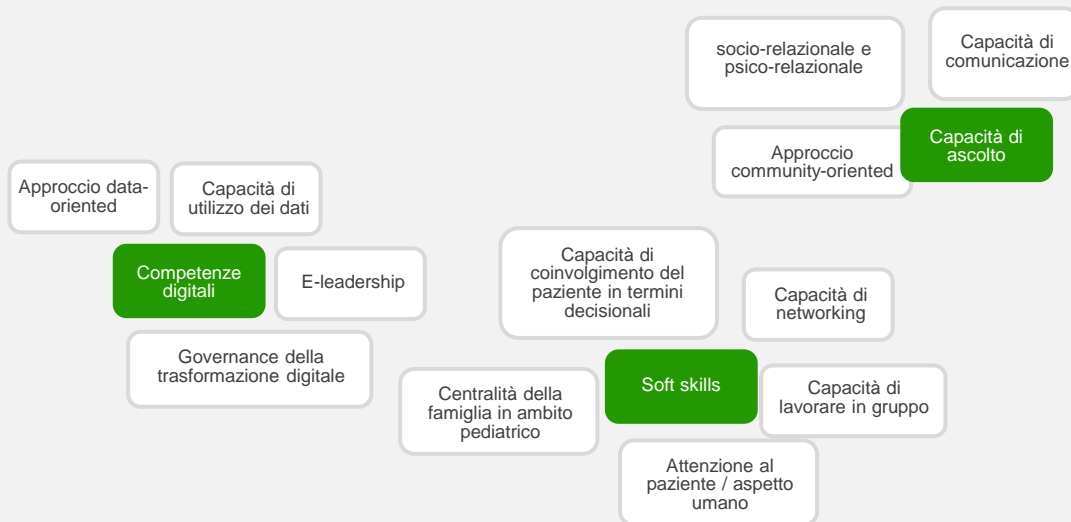 socio-relazionale e
psico-relazionale
Capacità di
comunicazione
Approccio
community-oriented
Capacità di
ascolto
Approccio data-
oriented
Capacità di
utilizzo dei dati
Competenze
digitali
E-leadership
Governance della
trasformazione digitale
Capacità di
coinvolgimento del
paziente in termini
decisionali
Capacità di
networking
Centralità della
famiglia in ambito
pediatrico
Soft skills
Capacità di
lavorare in gruppo
Attenzione al
paziente / aspetto
umano